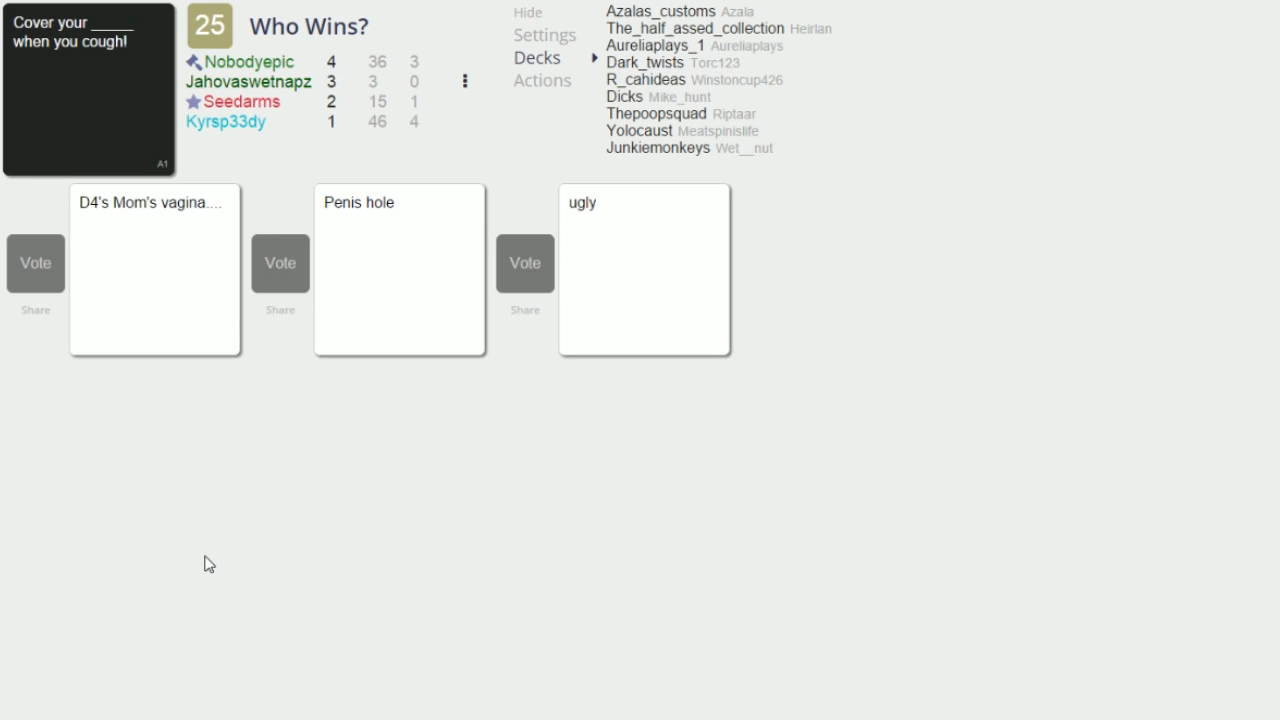 Cover your _____
when you cough!
A1
25
Who Wins?
Nobodyepic 4 36 3
Jahovaswetnapz 3 3 0
Seedarms 2 15 1
Kyrsp33dy 1 46 4
Hide
Settings
Decks
Actions
Azalas_customs Azala
The_half_assed_collection Heirlan
Aureliaplays_1 Aureliaplays
Dark_twists Torc123
R_cahideas Winstoncup426
Dicks Mike_hunt
Thepoopsquad Riptaar
Yolocaust Meatspinislife
Junkiemonkeys Wet__nut
Vote
Share
D4's Mom's vagina....
Vote
Share
Penis hole
Vote
Share
ugly